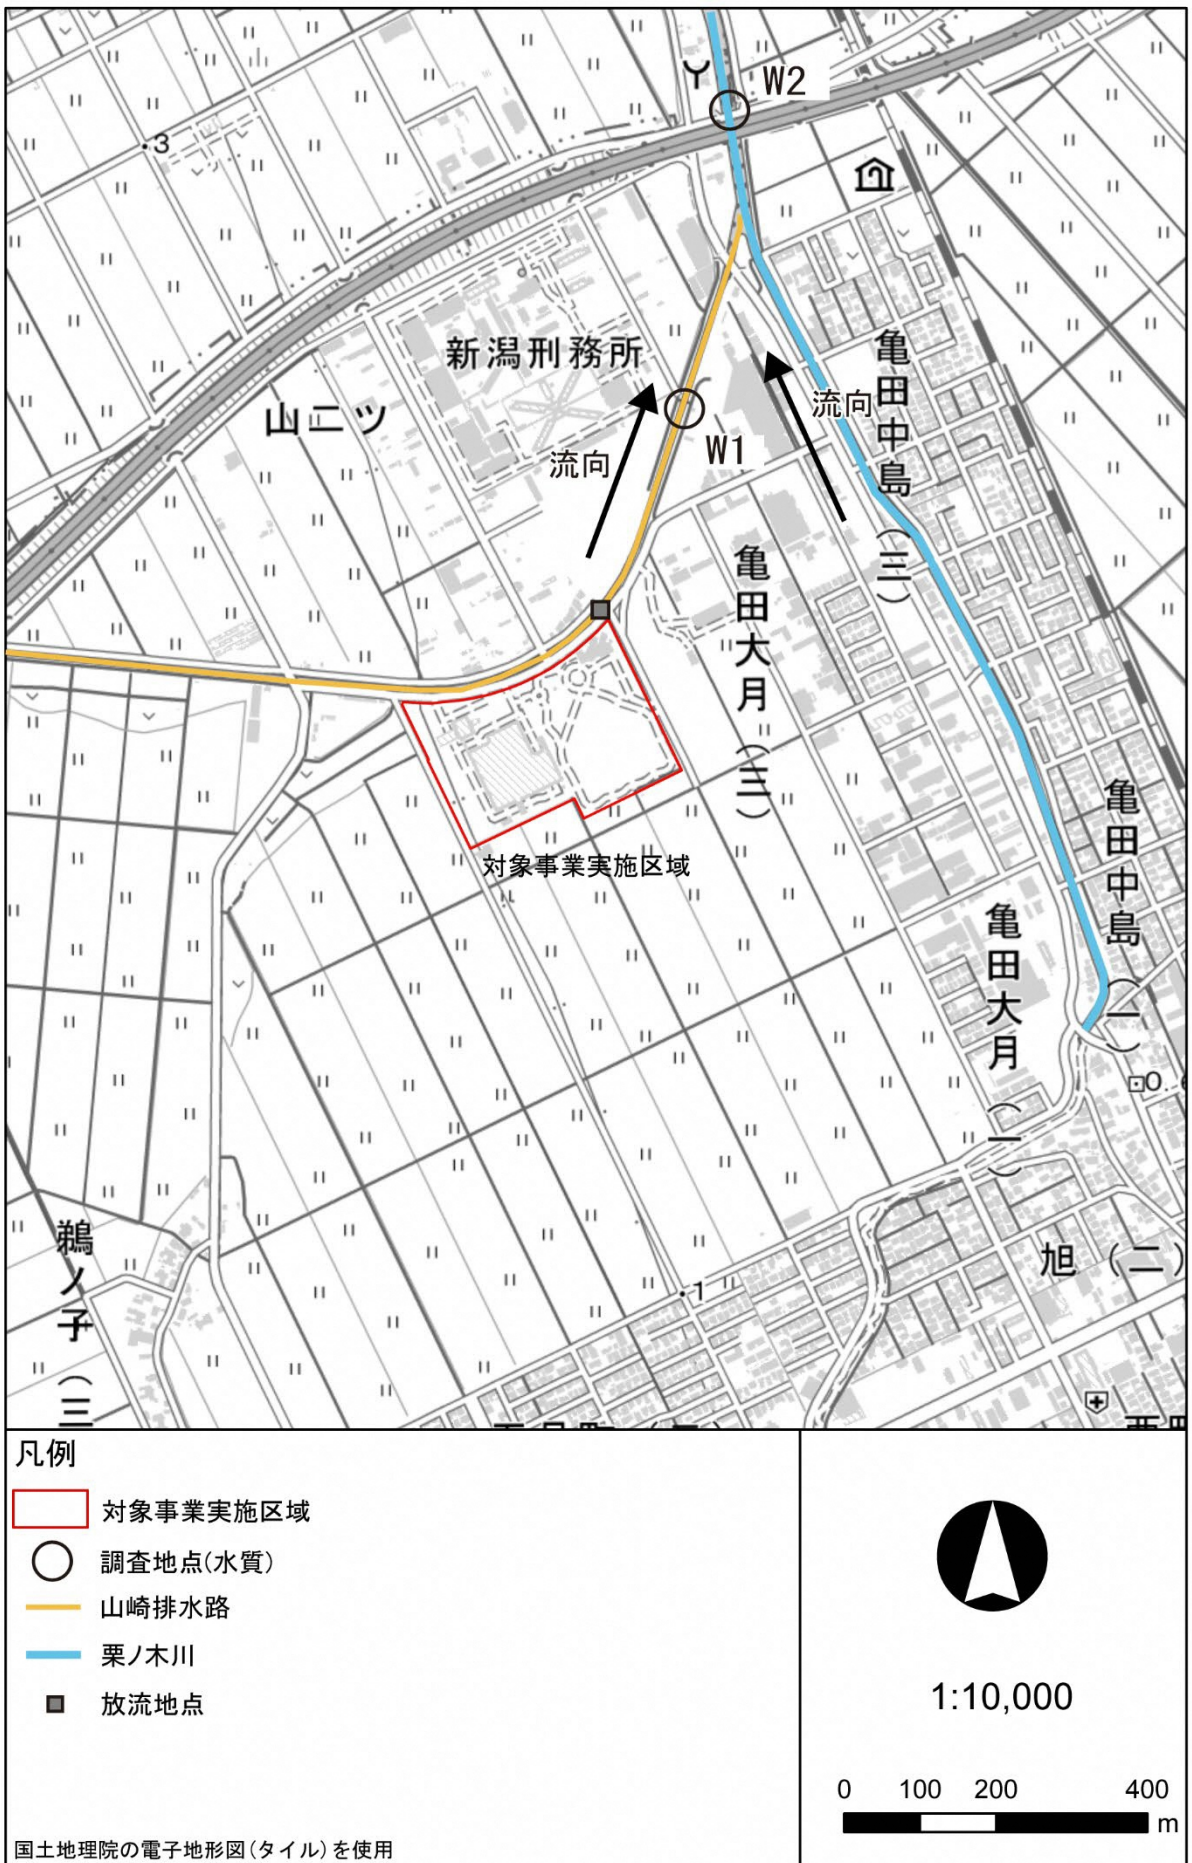 W2
3
新潟刑務所
亀田中島(三)
山二ツ
流向
流向
W1
亀田大月(三)
対象事業実施区域
亀田中島(一)
亀田大月(一)
鵜ノ子(三
旭(二)
1
凡例
対象事業実施区域
調査地点(水質)
山崎排水路
栗ノ木川
放流地点
1:10,000
0 100 200 400
m
国土地理院の電子地形図(タイル)を使用